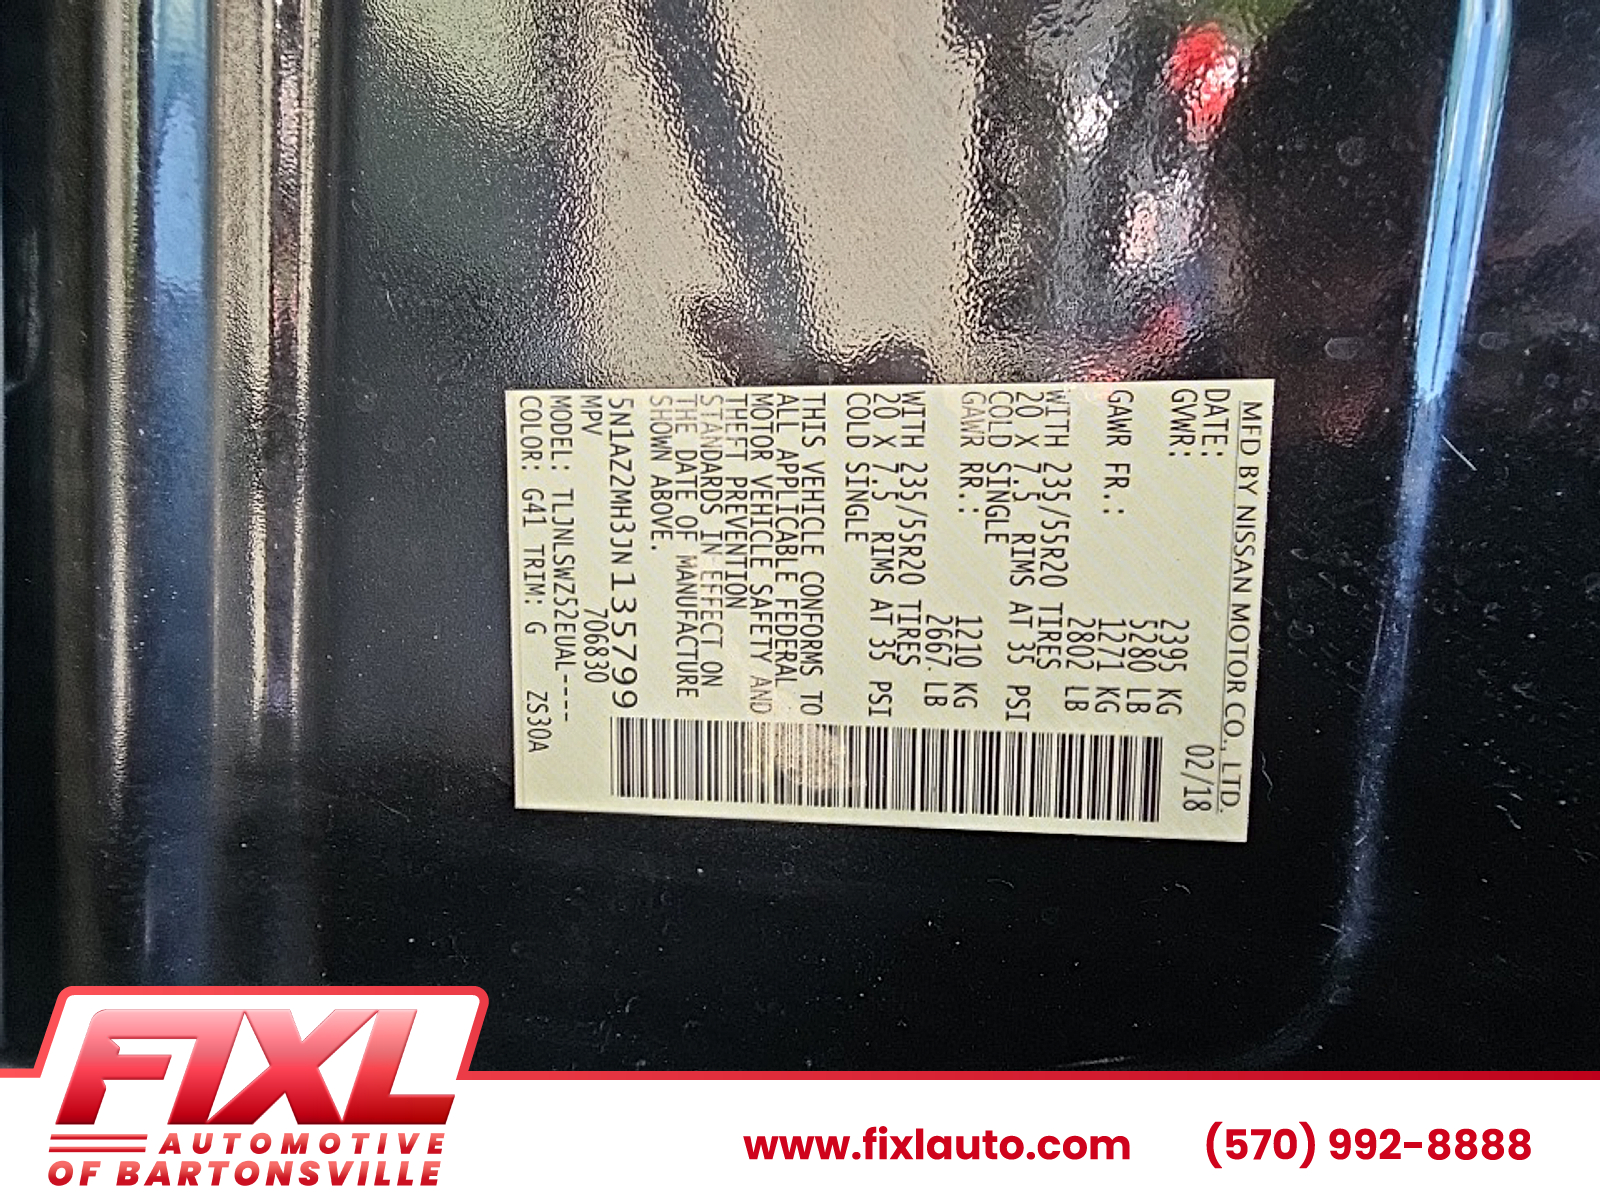 MFD BY NISSAN MOTOR CO., LTD.
DATE: 02/18
GVWR: 2395 KG
5280 LB
GAWR FR.: 1271 KG
2802 LB
WITH 235/55R20 TIRES
20 X 7.5 RIMS AT 35 PSI
COLD SINGLE
GAWR RR.: 1210 KG
2667 LB
WITH 235/55R20 TIRES
20 X 7.5 RIMS AT 35 PSI
COLD SINGLE
THIS VEHICLE CONFORMS TO
ALL APPLICABLE FEDERAL
MOTOR VEHICLE SAFETY AND
THEFT PREVENTION
STANDARDS IN EFFECT ON
THE DATE OF MANUFACTURE
SHOWN ABOVE.
5N1AZ2MH3JN135799
MPV 706830
MODEL: TLJNLSWZ52EUAL----
COLOR: G41 TRIM: G ZS30A
FIXL
AUTOMOTIVE
OF BARTONSVILLE
www.fixlauto.com (570) 992-8888